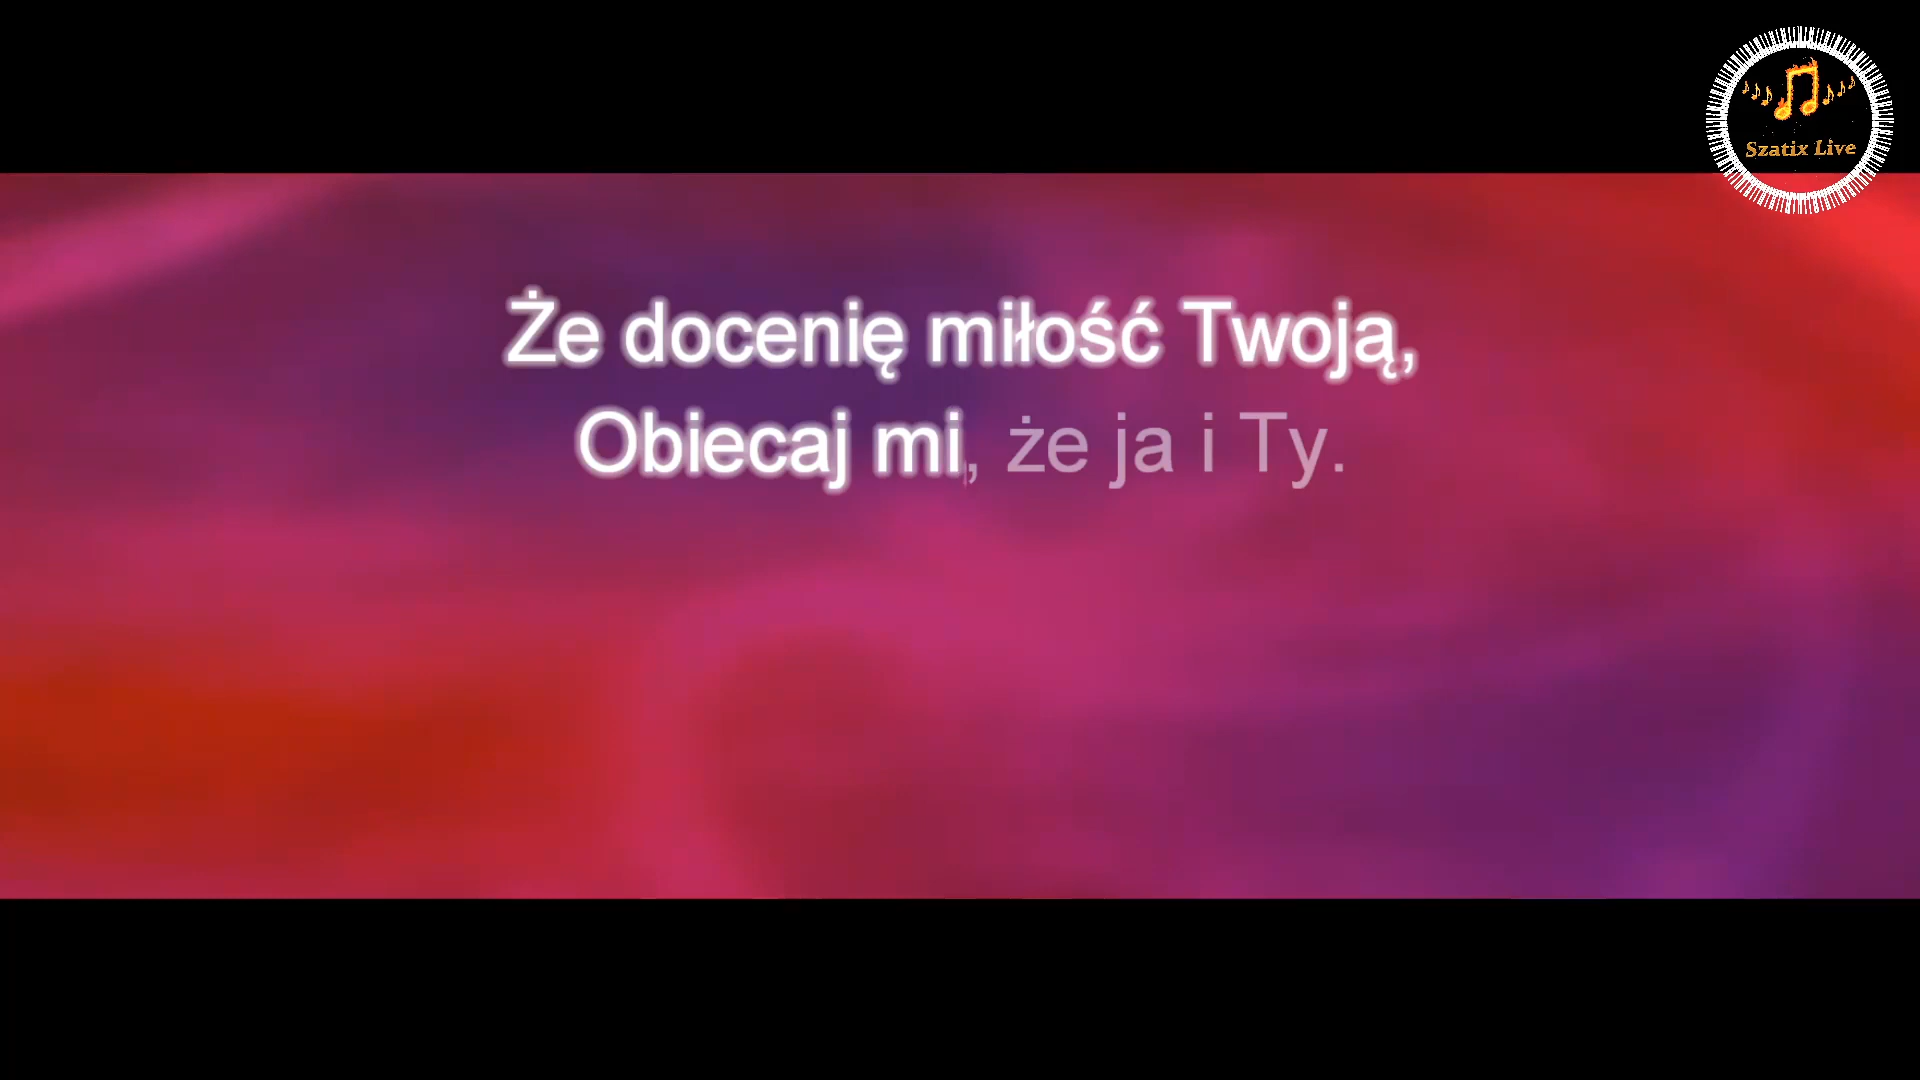 Szatix Live
Że docenię miłość Twoją,
Obiecaj mi, że ja i Ty.